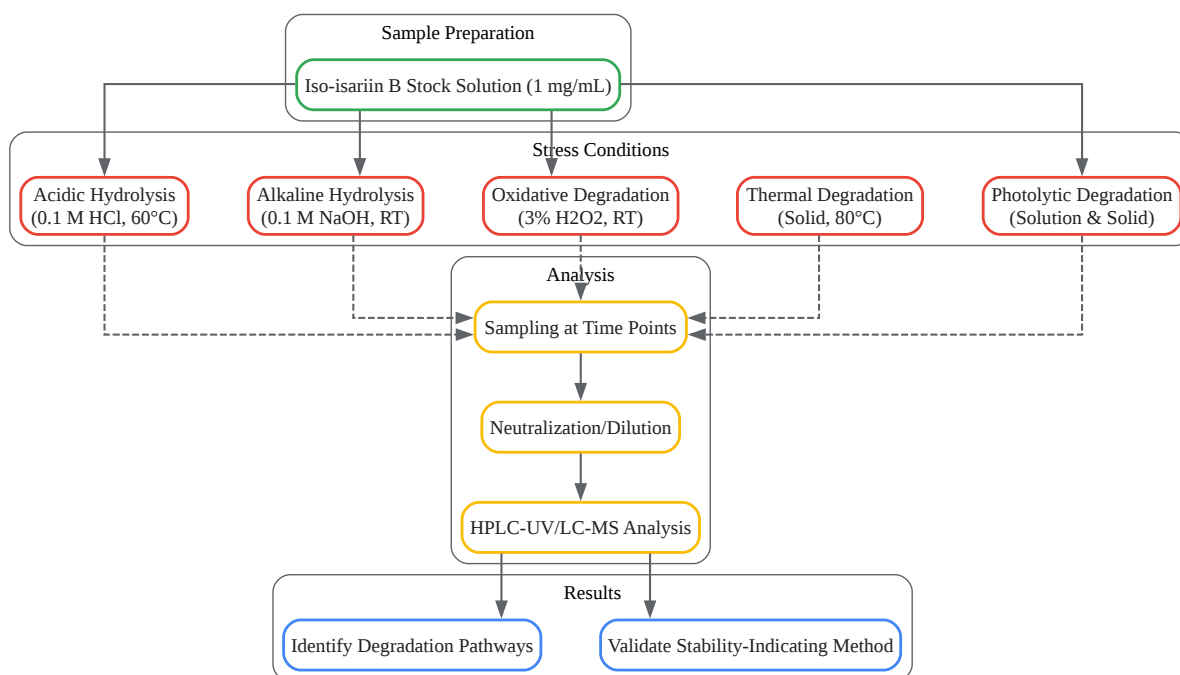 Sample Preparation
Iso-isariin B Stock Solution (1 mg/mL)
Stress Conditions
Acidic Hydrolysis
(0.1 M HCl, 60°C)
Alkaline Hydrolysis
(0.1 M NaOH, RT)
Oxidative Degradation
(3% H2O2, RT)
Thermal Degradation
(Solid, 80°C)
Photolytic Degradation
(Solution & Solid)
Analysis
Sampling at Time Points
Neutralization/Dilution
HPLC-UV/LC-MS Analysis
Results
Identify Degradation Pathways
Validate Stability-Indicating Method